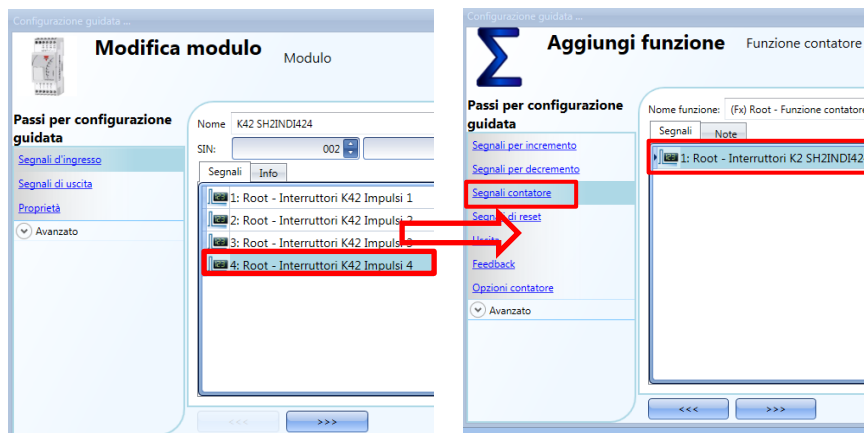 Configurazione guidata ...
Modifica modulo
Modulo
Passi per configurazione
guidata
Segnali d'ingresso
Segnali di uscita
Proprietà
Avanzato
Nome K42 SH2INDI424
SIN: 002
Segnali Info
1: Root - Interruttori K42 Impulsi 1
2: Root - Interruttori K42 Impulsi 2
3: Root - Interruttori K42 Impulsi 3
4: Root - Interruttori K42 Impulsi 4
<<< >>>
Configurazione guidata ...
Aggiungi funzione
Funzione contatore
Passi per configurazione
guidata
Segnali per incremento
Segnali per decremento
Segnali contatore
Segnali di reset
Feedback
Opzioni contatore
Avanzato
Nome funzione: (Fx) Root - Funzione contatore
Segnali Note
1: Root - Interruttori K2 SH2INDI42
<<< >>>